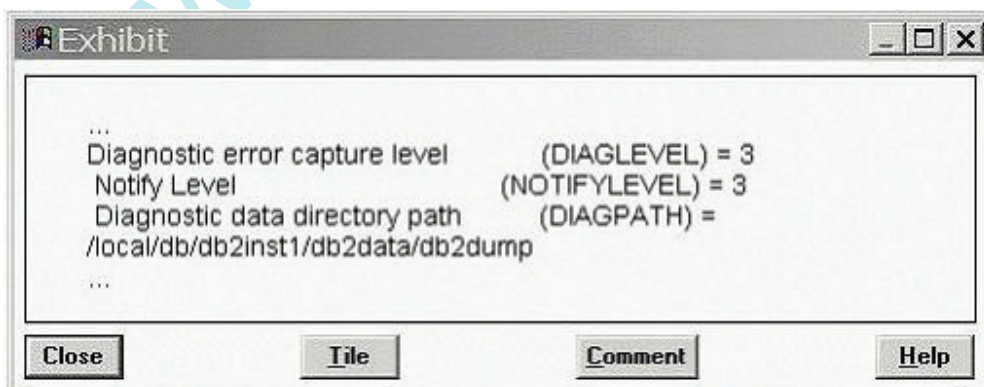 Exhibit
...
Diagnostic error capture level (DIAGLEVEL) = 3
Notify Level (NOTIFYLEVEL) = 3
Diagnostic data directory path (DIAGPATH) =
/local/db/db2inst1/db2data/db2dump
...
Close Tile Comment Help